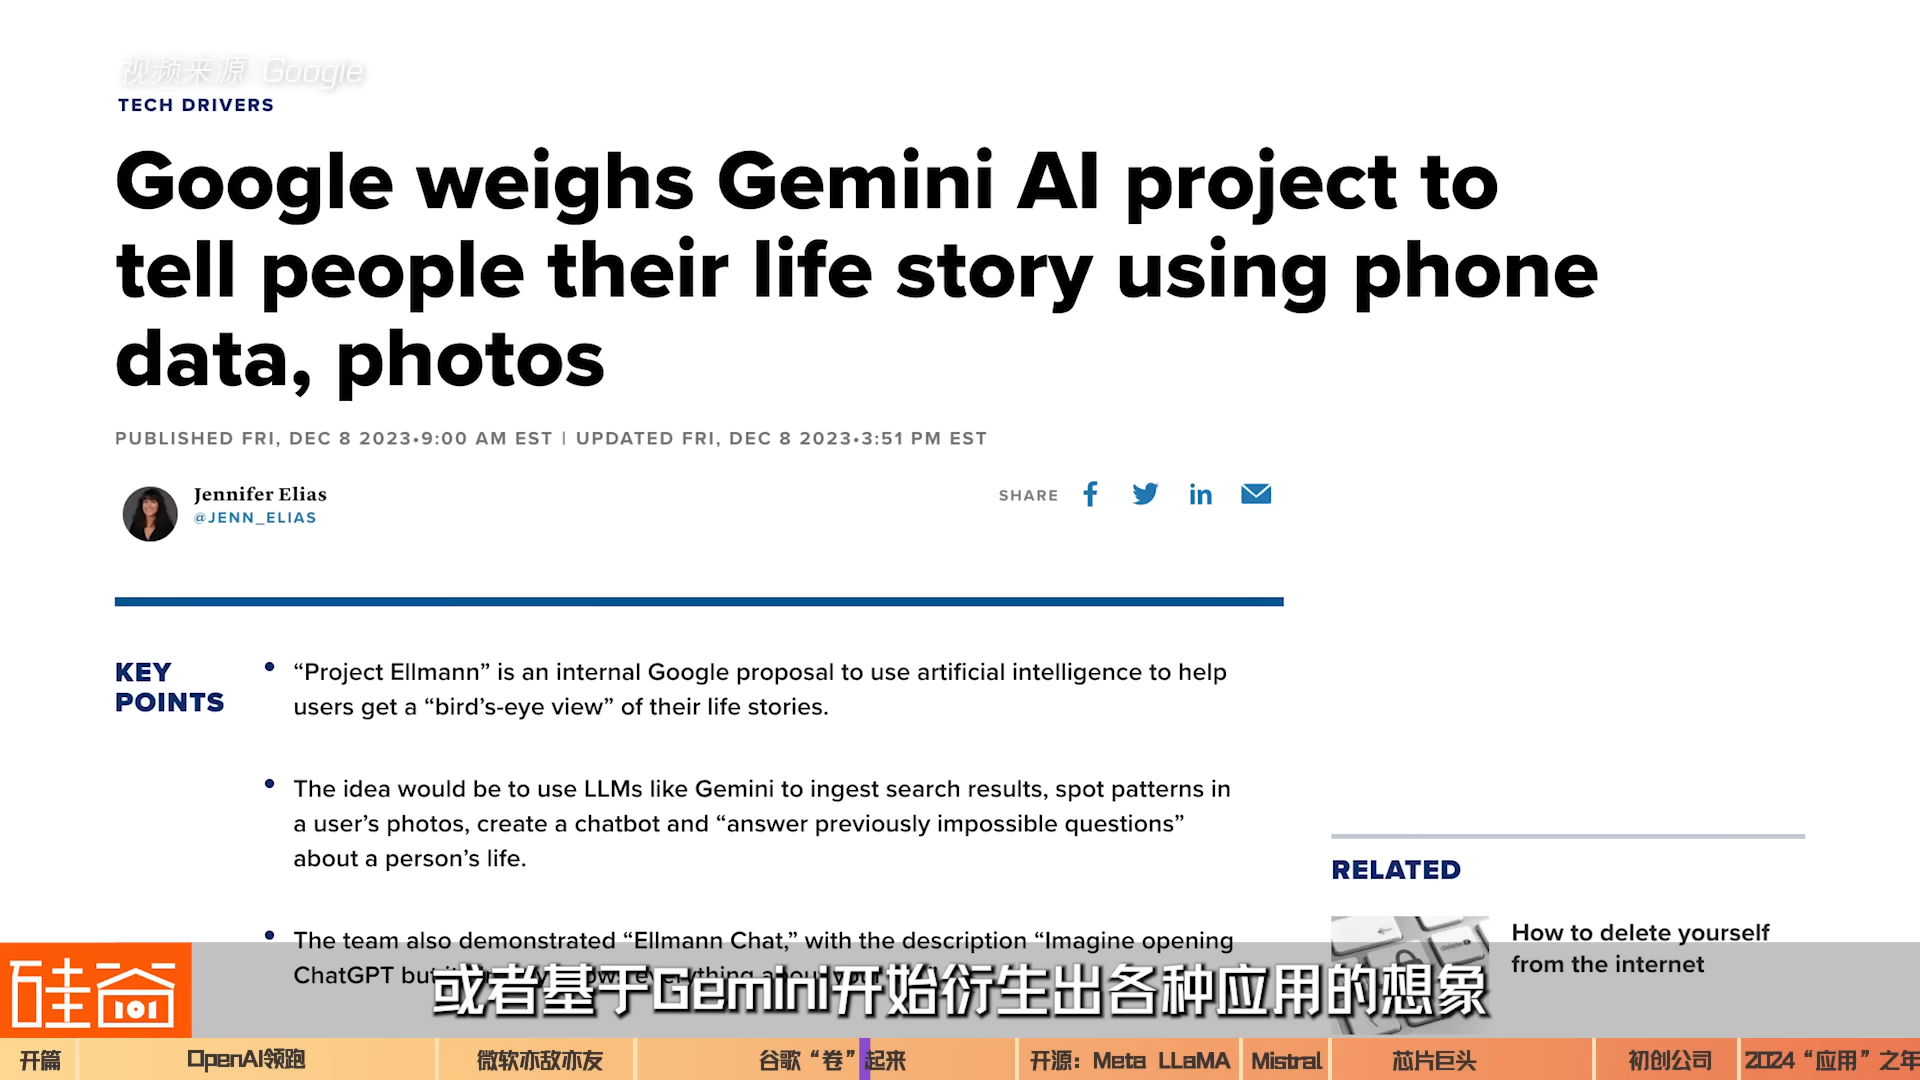 视频来源 Google
TECH DRIVERS
Google weighs Gemini AI project to
tell people their life story using phone
data, photos
PUBLISHED FRI, DEC 8 2023•9:00 AM EST | UPDATED FRI, DEC 8 2023•3:51 PM EST
Jennifer Elias
@JENN_ELIAS
SHARE
KEY
POINTS
• “Project Ellmann” is an internal Google proposal to use artificial intelligence to help
users get a “bird’s-eye view” of their life stories.
• The idea would be to use LLMs like Gemini to ingest search results, spot patterns in
a user’s photos, create a chatbot and “answer previously impossible questions”
about a person’s life.
• The team also demonstrated “Ellmann Chat,” with the description “Imagine opening
ChatGPT but
RELATED
How to delete yourself
from the internet
或者基于Gemini开始衍生出各种应用的想象
硅谷
101
开篇 OpenAI领跑 微软亦敌亦友 谷歌“卷”起来 开源：Meta LLaMA Mistral 芯片巨头 初创公司 2024“应用”之年